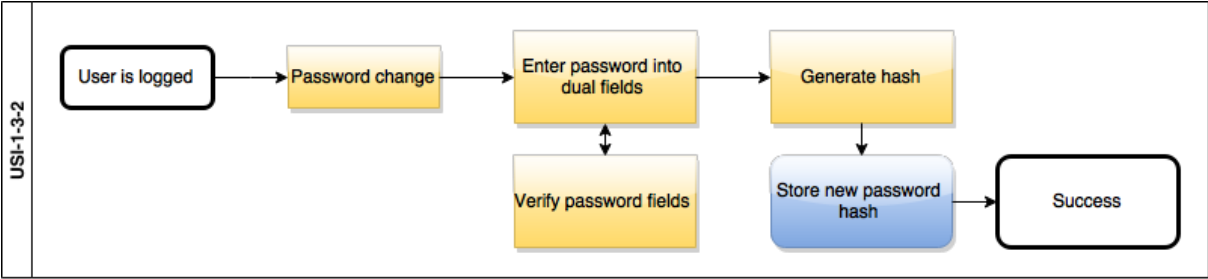 USI-1-3-2
User is logged
Password change
Enter password into
dual fields
Generate hash
Verify password fields
Store new password
hash
Success